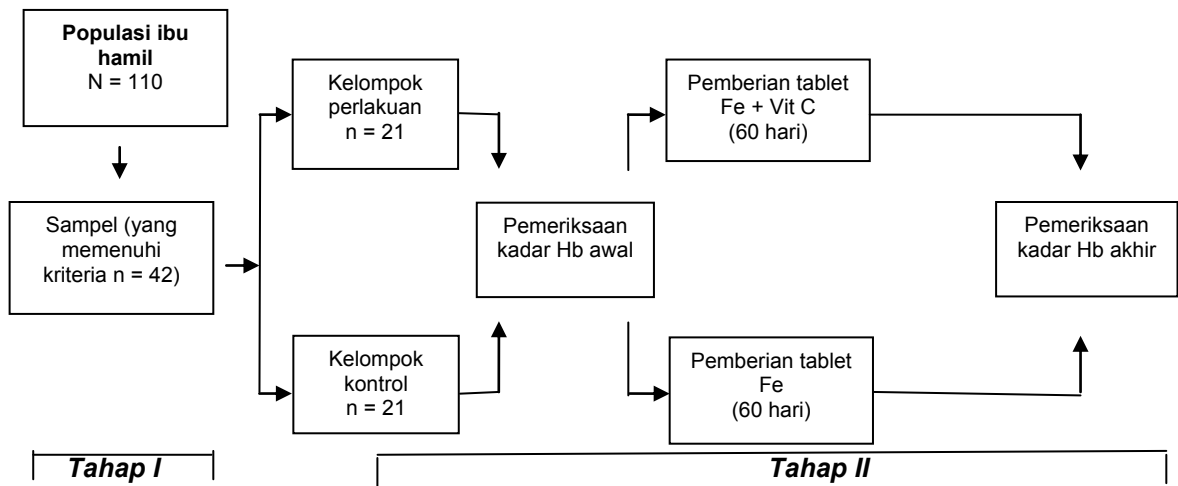 Populasi ibu
hamil
N = 110
Sampel (yang
memenuhi
kriteria n = 42)
Kelompok
perlakuan
n = 21
Kelompok
kontrol
n = 21
Pemeriksaan
kadar Hb awal
Pemberian tablet
Fe + Vit C
(60 hari)
Pemberian tablet
Fe
(60 hari)
Pemeriksaan
kadar Hb akhir
Tahap I
Tahap II